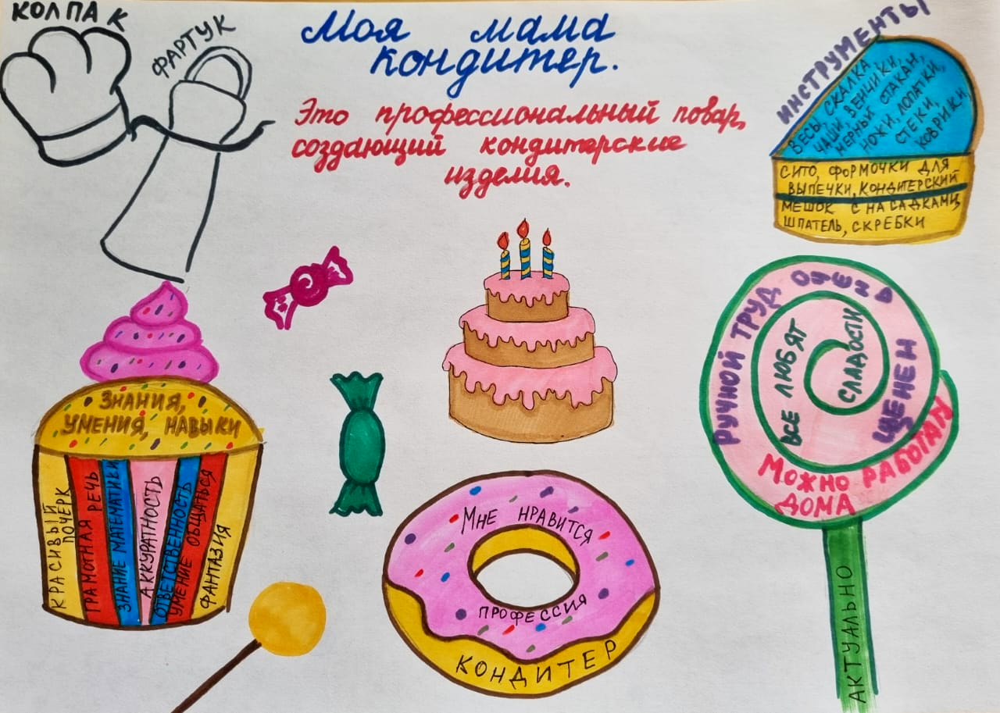 КОЛПАК
ФАРТУК
Моя мама
кондитер.
Это профессиональный повар,
создающий кондитерские
изделия.
ИНСТРУМЕНТЫ
ВЕСЫ, СКАЛКА
ЧАШИ, ВЕНЧИКИ,
МЕРНЫЙ СТАКАН,
НОЖИ, ЛОПАТКИ,
СТЕКИ,
КОВРИКИ,
СИТО, ФОРМОЧКИ ДЛЯ
ВЫПЕЧКИ, КОНДИТЕРСКИЙ
МЕШОК С НАСАДКАМИ,
ШПАТЕЛЬ, СКРЕБКИ
ЗНАНИЯ,
УМЕНИЯ, НАВЫКИ
КРАСИВЫЙ
ПОЧЕРК
ГРАМОТНАЯ РЕЧЬ
ЗНАНИЕ МАТЕМАТИКИ
АККУРАТНОСТЬ
ОТВЕТСТВЕННОСТЬ
УМЕНИЕ ОБЩАТЬСЯ
ФАНТАЗИЯ
МНЕ НРАВИТСЯ
ПРОФЕССИЯ
КОНДИТЕР
РУЧНОЙ ТРУД ОЧЕНЬ
ЦЕНЕН
ВСЕ ЛЮБЯТ
СЛАДОСТИ
МОЖНО РАБОТАТЬ
ДОМА
АКТУАЛЬНО